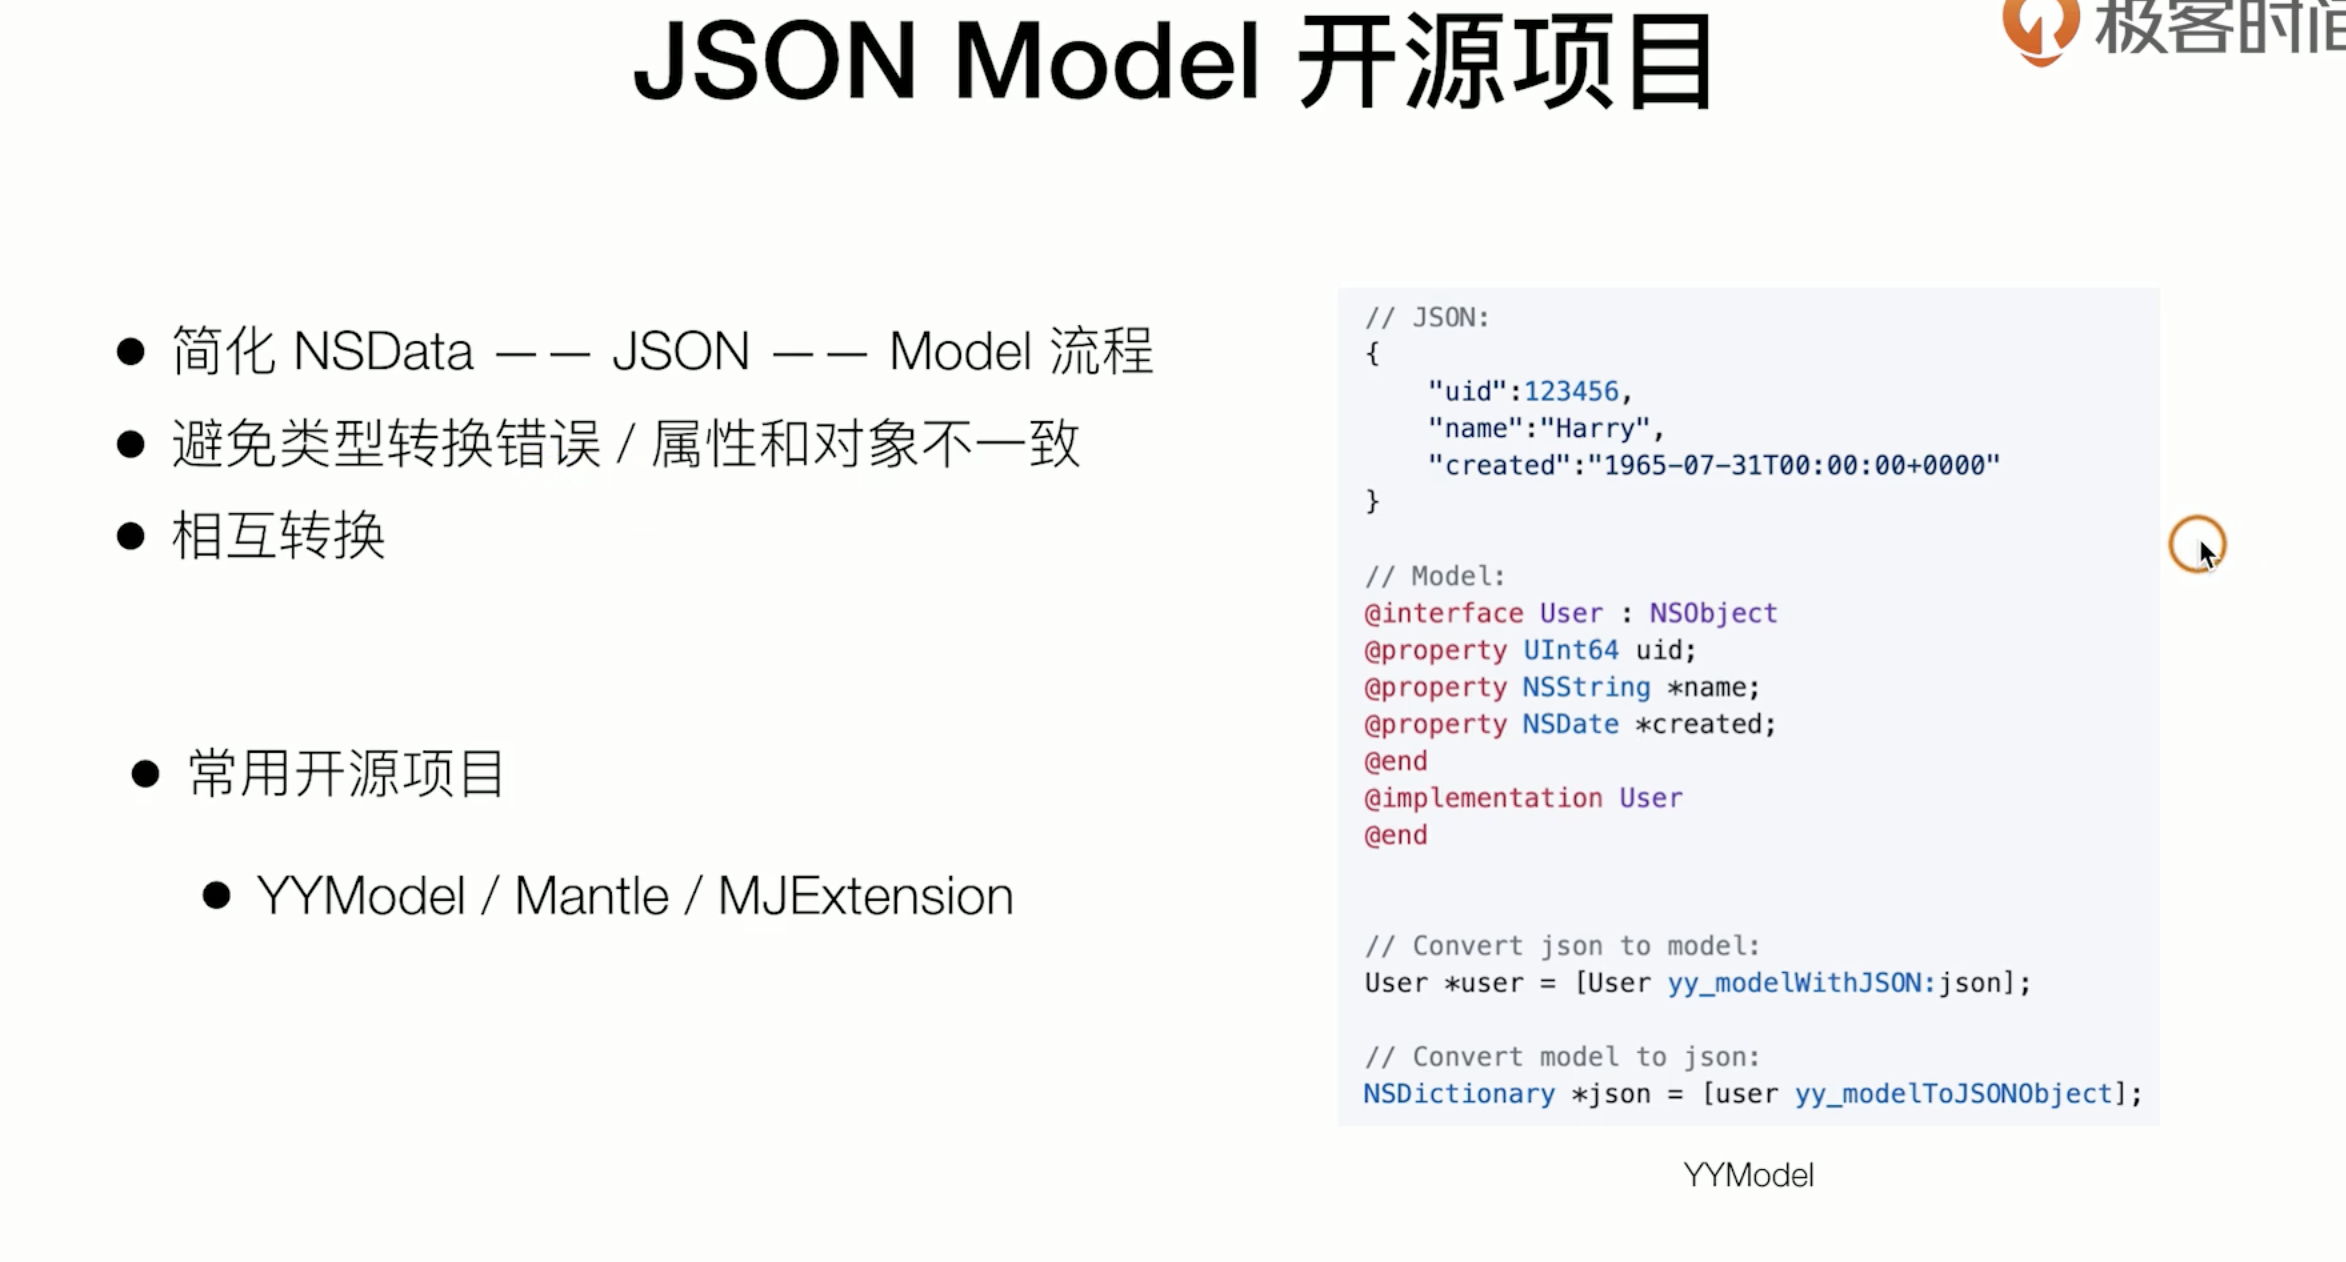 JSON Model 开源项目
极客时间
● 简化 NSData —— JSON —— Model 流程
● 避免类型转换错误 / 属性和对象不一致
● 相互转换
● 常用开源项目
● YYModel / Mantle / MJExtension
// JSON:
{
    "uid":123456,
    "name":"Harry",
    "created":"1965-07-31T00:00:00+0000"
}
// Model:
@interface User : NSObject
@property UInt64 uid;
@property NSString *name;
@property NSDate *created;
@end
@implementation User
@end
// Convert json to model:
User *user = [User yy_modelWithJSON:json];
// Convert model to json:
NSDictionary *json = [user yy_modelToJSONObject];
YYModel